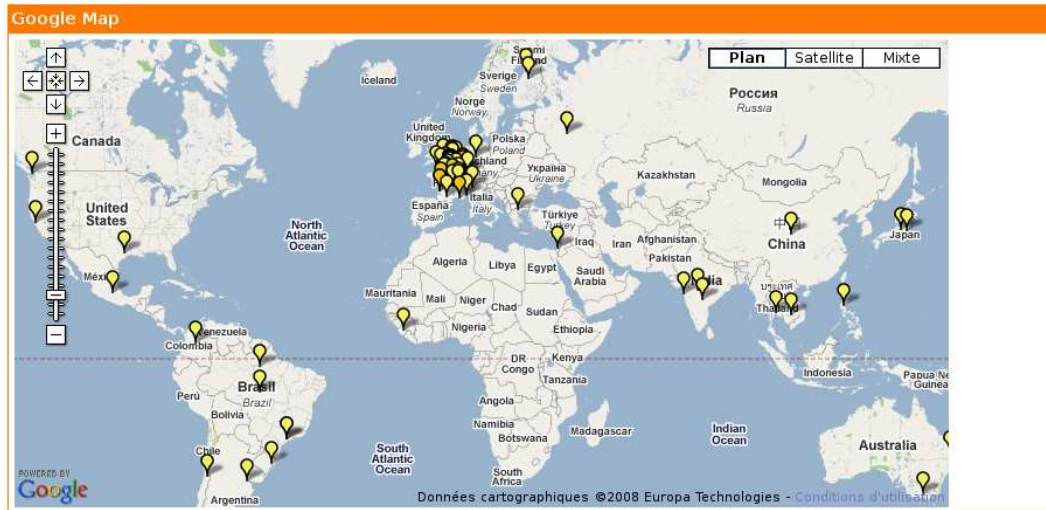 Google Map
Plan
Satellite
Mixte
Iceland
Sverige
Sweden
Norge
Norway
Россия
Russia
Canada
United
Kingdom
Polska
Poland
Україна
Ukraine
Kazakhstan
Mongolia
United
States
North
Atlantic
Ocean
España
Spain
Italia
Italy
Türkiye
Turkey
Iraq
Iran
Afghanistan
Pakistan
China
Japan
México
Algeria
Libya
Egypt
Saudi
Arabia
Mauritania
Mali
Niger
Chad
Sudan
Thailand
Nigeria
Ethiopia
Venezuela
Colombia
DR
Congo
Kenya
Tanzania
Indonesia
Papua New
Guinea
Perú
Brasil
Brazil
Bolivia
Angola
Namibia
Botswana
Madagascar
Indian
Ocean
Australia
Chile
South
Atlantic
Ocean
South
Africa
Argentina
POWERED BY
Google
Données cartographiques ©2008 Europa Technologies - Conditions d'utilisation